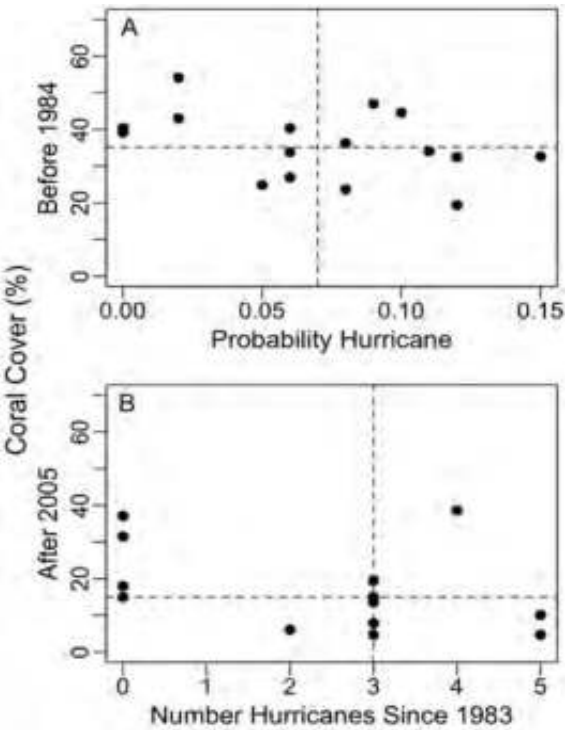 A
60
40
20
0
Before 1984
0.00 0.05 0.10 0.15
Probability Hurricane
Coral Cover (%)
B
60
40
20
0
After 2005
0 1 2 3 4 5
Number Hurricanes Since 1983